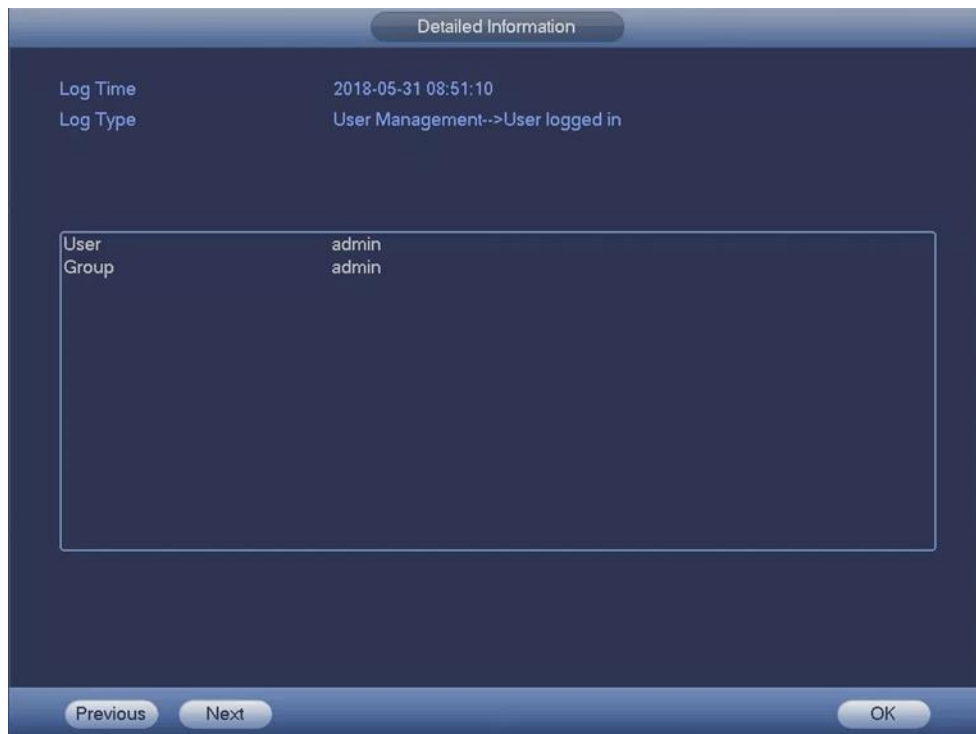 Detailed Information
Log Time 2018-05-31 08:51:10
Log Type User Management-->User logged in
User admin
Group admin
Previous Next OK